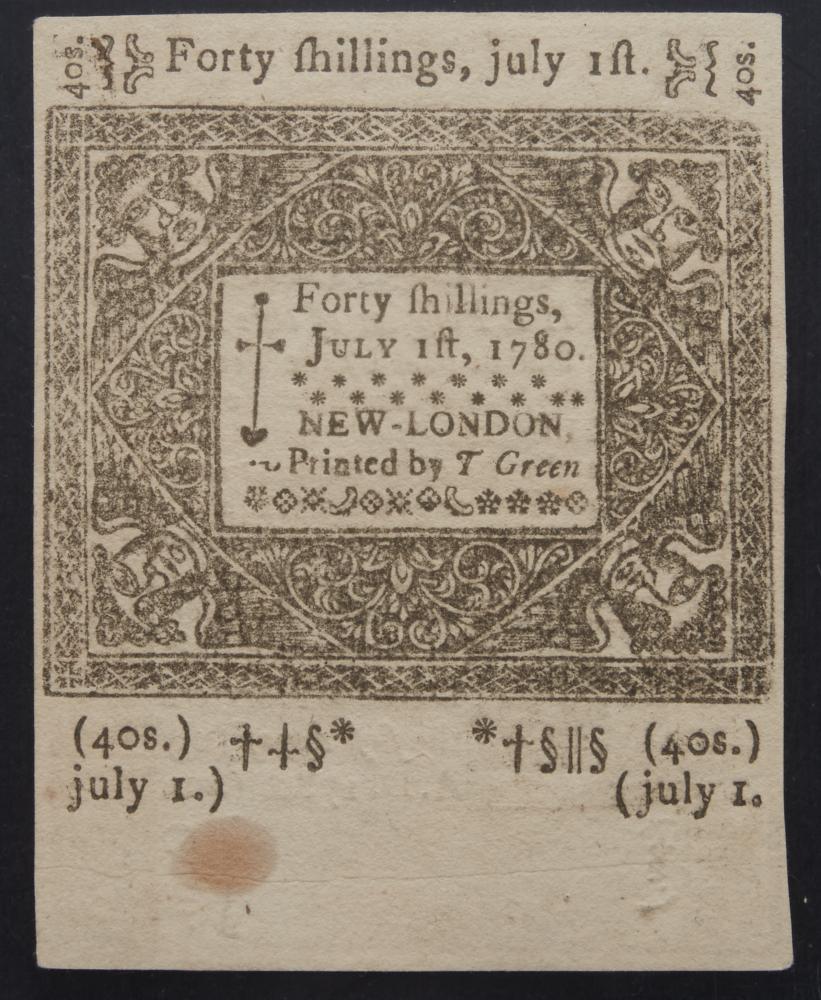 40s. Forty ſhillings, july 1ſt. 40s.
Forty ſhillings,
JULY 1ſt, 1780.
* * * * * * *
* * * * * * * *
NEW-LONDON,
Printed by T Green
(40s.) †‡§* *†§‖§ (40s.)
july 1.) (july 1.